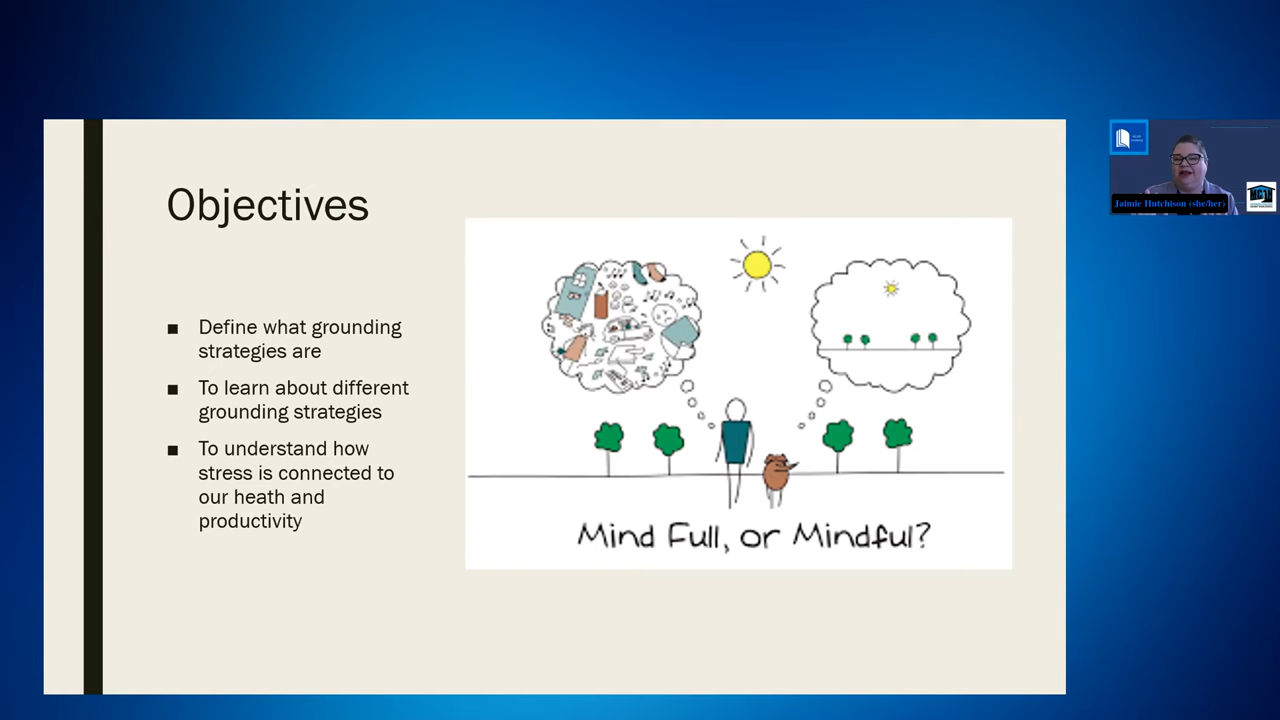 Objectives
■ Define what grounding
strategies are
■ To learn about different
grounding strategies
■ To understand how
stress is connected to
our heath and
productivity
Mind Full, or Mindful?
Jaimie Hutchison (she/her)